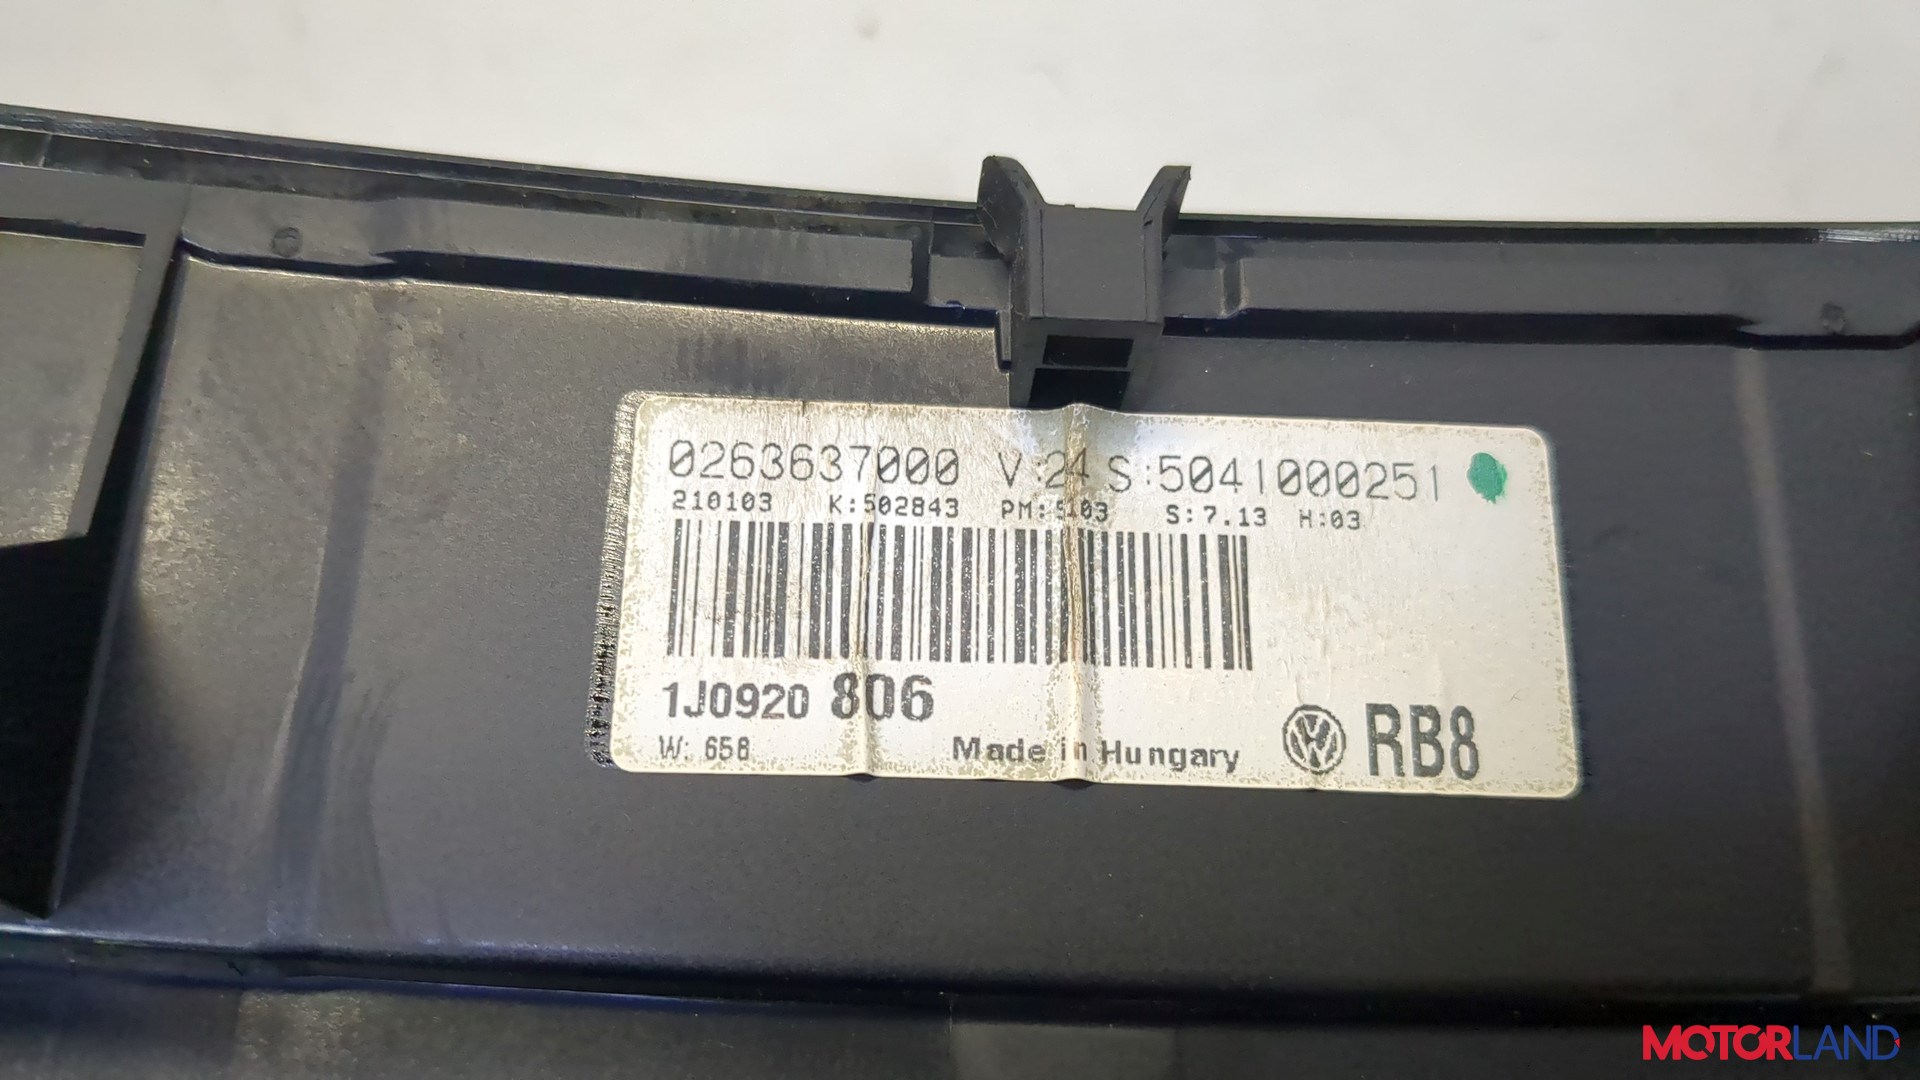 0263637000 V:24 S:5041000251
210103 K:502843 PM: 5103 S:7.13 H:03
1J0920 806
W: 658 Made in Hungary RB8
MOTORLAND